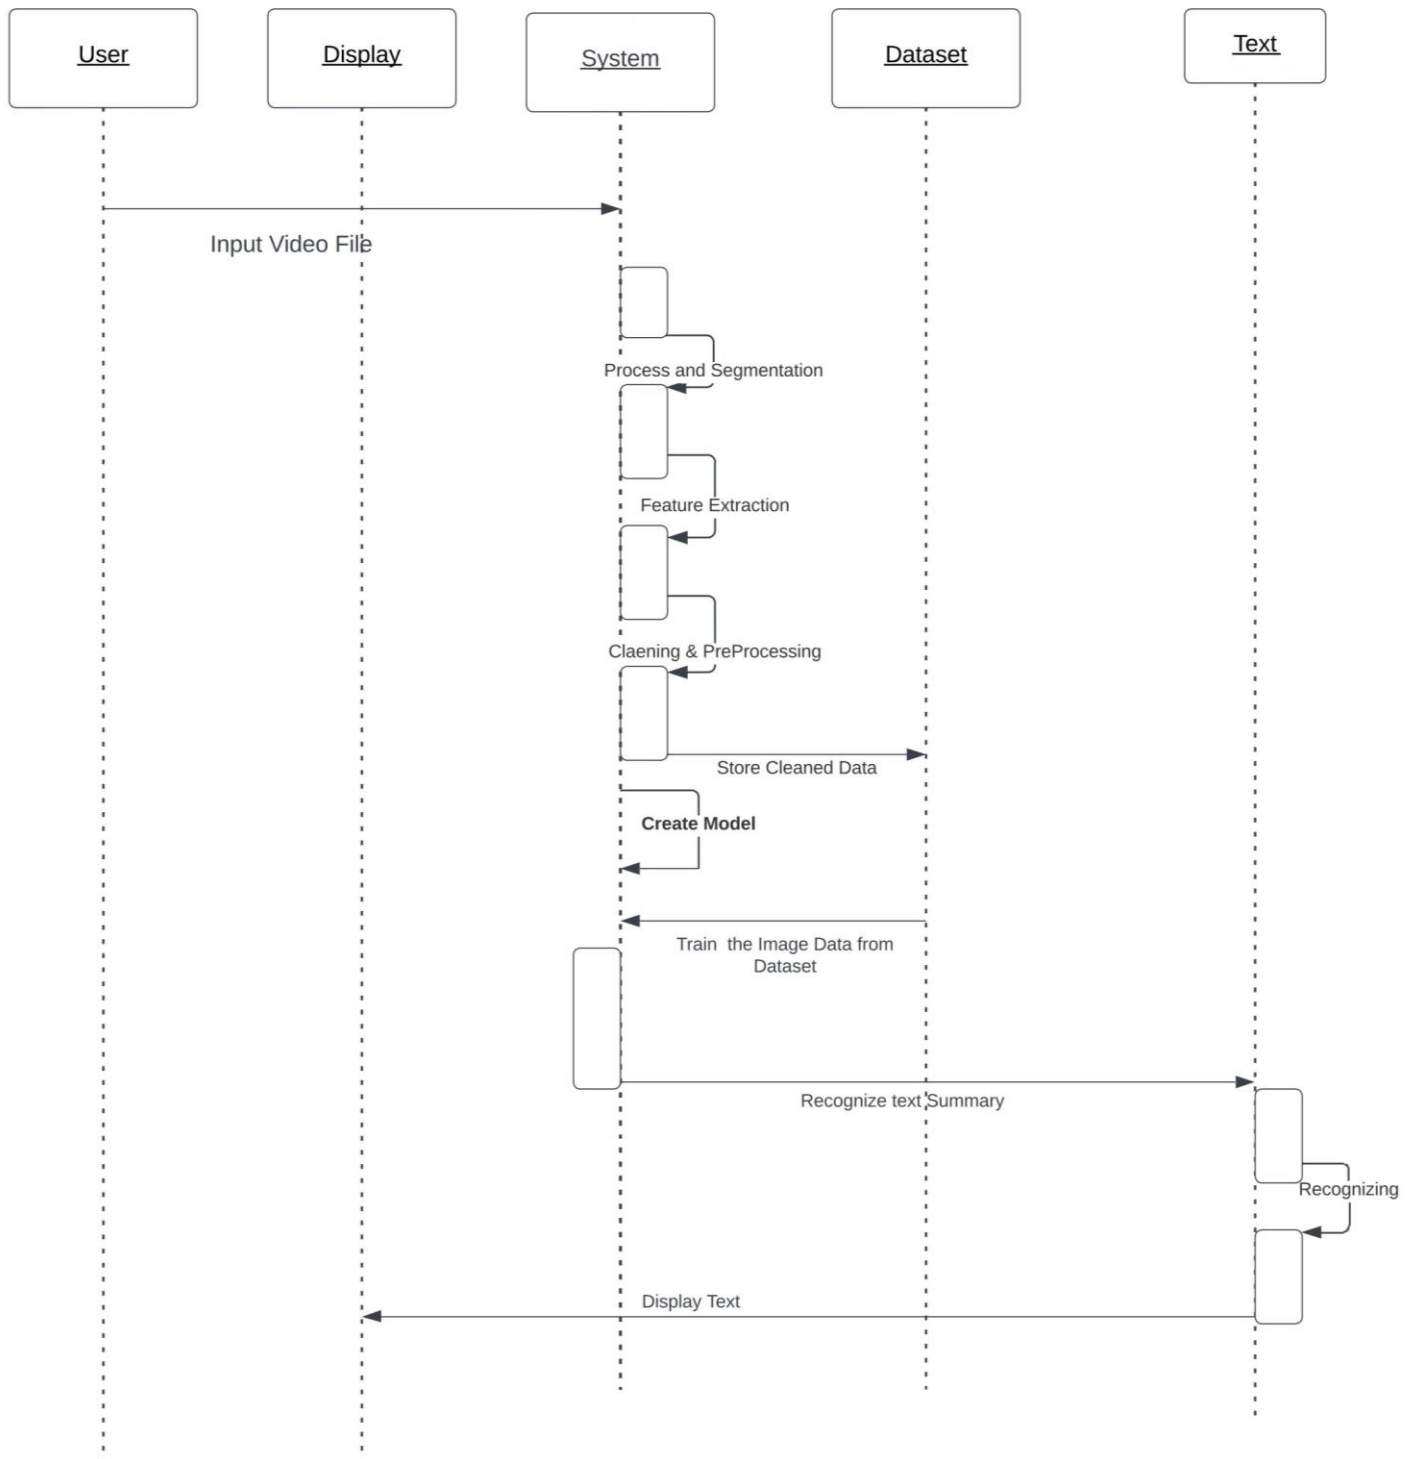 User
Display
System
Dataset
Text
Input Video File
Process and Segmentation
Feature Extraction
Claening & PreProcessing
Store Cleaned Data
Create Model
Train  the Image Data from
Dataset
Recognize text Summary
Recognizing
Display Text